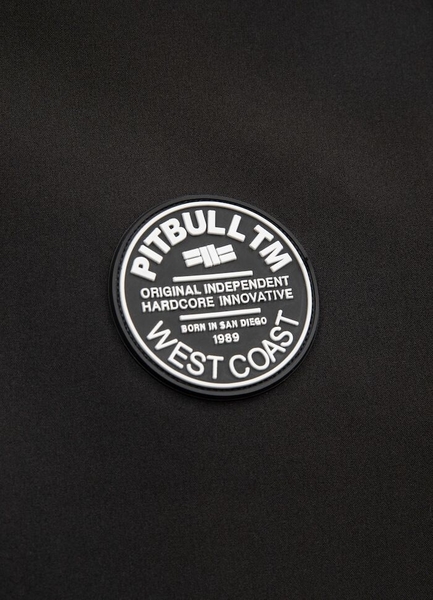 PITBULL TM
ORIGINAL INDEPENDENT
HARDCORE INNOVATIVE
BORN IN SAN DIEGO
1989
WEST COAST